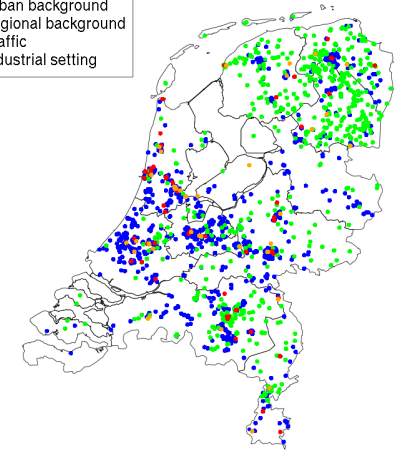 ban background
gional background
affic
dustrial setting